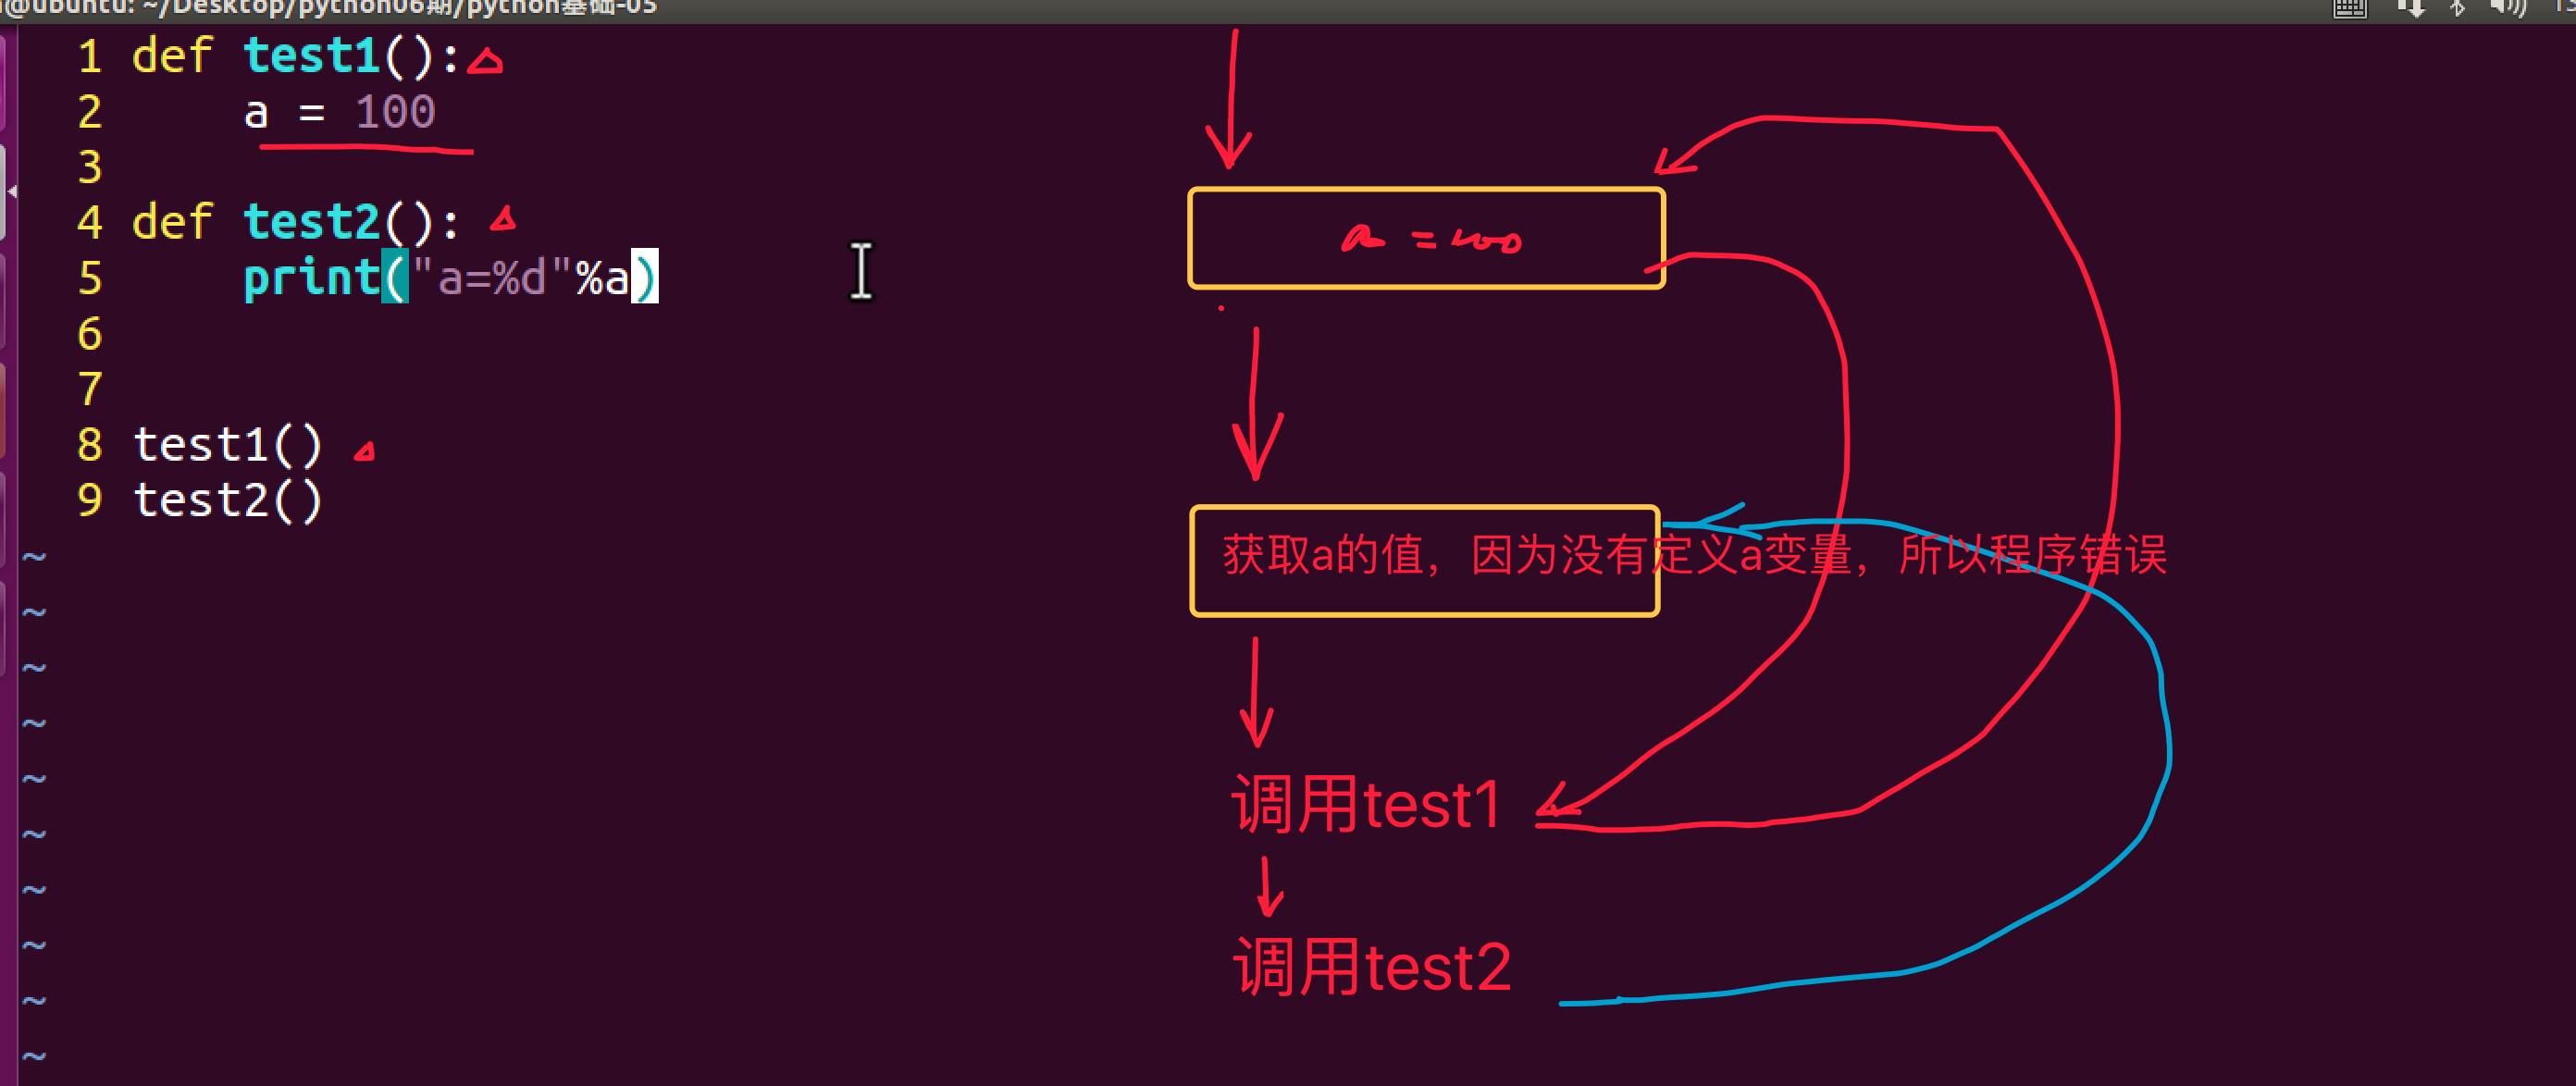 @ubuntu: ~/Desktop/python06期/python基础-05
1 def test1():
2     a = 100
3
4 def test2():
5     print("a=%d"%a)
6
7
8 test1()
9 test2()
~
~
~
~
~
~
~
~
~
~
a = 100
获取a的值，因为没有定义a变量，所以程序错误
调用test1
调用test2